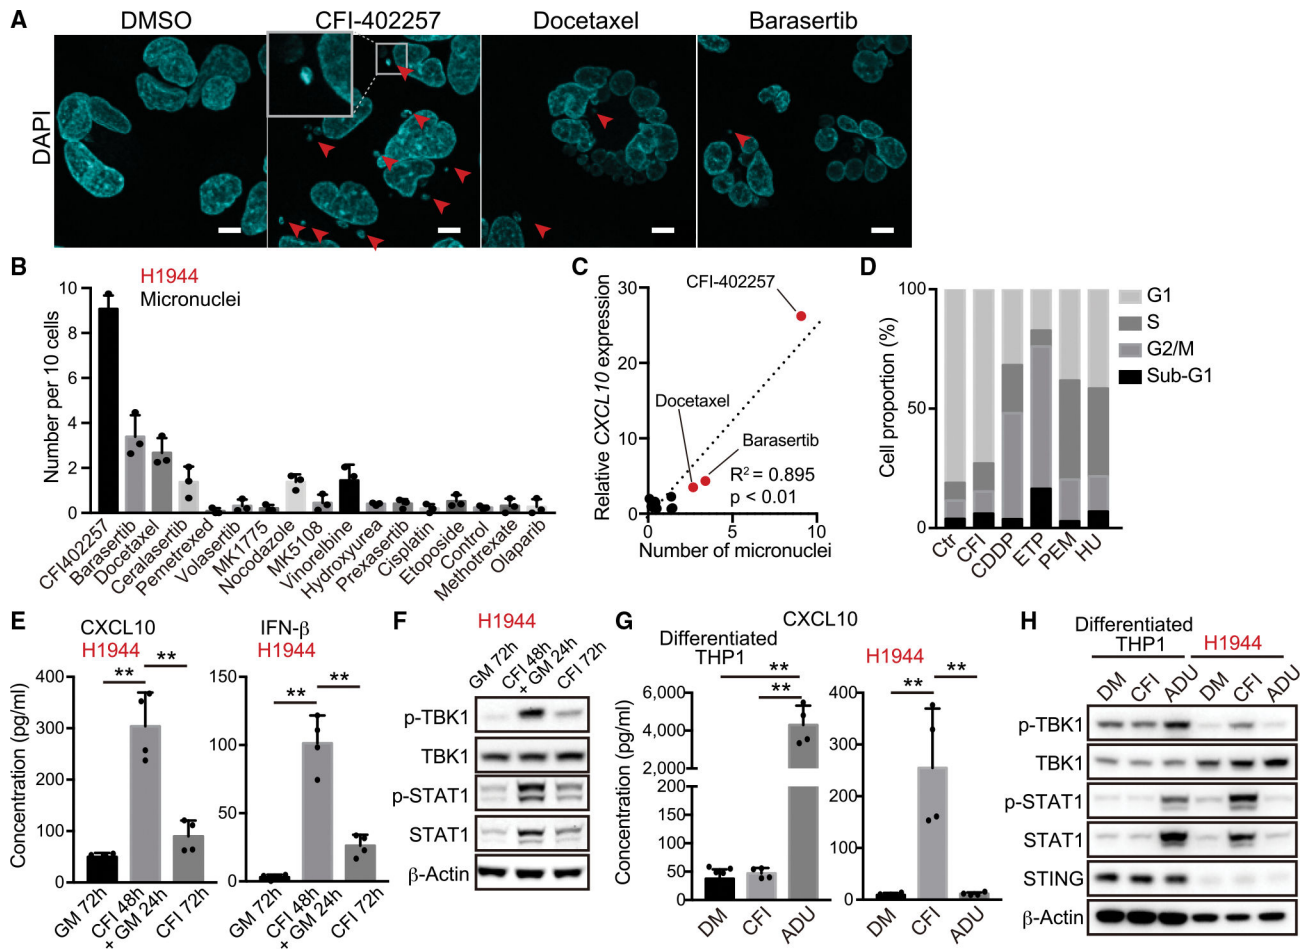 A
DMSO
CFI-402257
Docetaxel
Barasertib
DAPI
B
H1944
Micronuclei
Number per 10 cells
10
8
6
4
2
0
CFI402257
Barasertib
Docetaxel
Ceralasertib
Pemetrexed
Volasertib
MK1775
Nocodazole
MK5108
Vinorelbine
Hydroxyurea
Prexasertib
Cisplatin
Etoposide
Control
Methotrexate
Olaparib
C
Relative CXCL10 expression
30
20
10
0
CFI-402257
Docetaxel
Barasertib
R2 = 0.895
p < 0.01
0
5
10
Number of micronuclei
D
Cell proportion (%)
100
50
0
G1
S
G2/M
Sub-G1
Ctr
CFI
CDDP
ETP
PEM
HU
E
CXCL10
H1944
**
**
Concentration (pg/ml)
400
300
200
100
0
GM 72h
CFI 48h
+ GM 24h
CFI 72h
IFN-β
H1944
**
**
150
100
50
0
GM 72h
CFI 48h
+ GM 24h
CFI 72h
F
H1944
GM 72h
CFI 48h
+ GM 24h
CFI 72h
p-TBK1
TBK1
p-STAT1
STAT1
β-Actin
G
CXCL10
Differentiated
THP1
**
**
Concentration (pg/ml)
6,000
4,000
2,000
200
150
100
50
0
DM
CFI
ADU
H1944
**
**
400
300
200
100
0
DM
CFI
ADU
H
Differentiated
THP1
H1944
DM
CFI
ADU
DM
CFI
ADU
p-TBK1
TBK1
p-STAT1
STAT1
STING
β-Actin